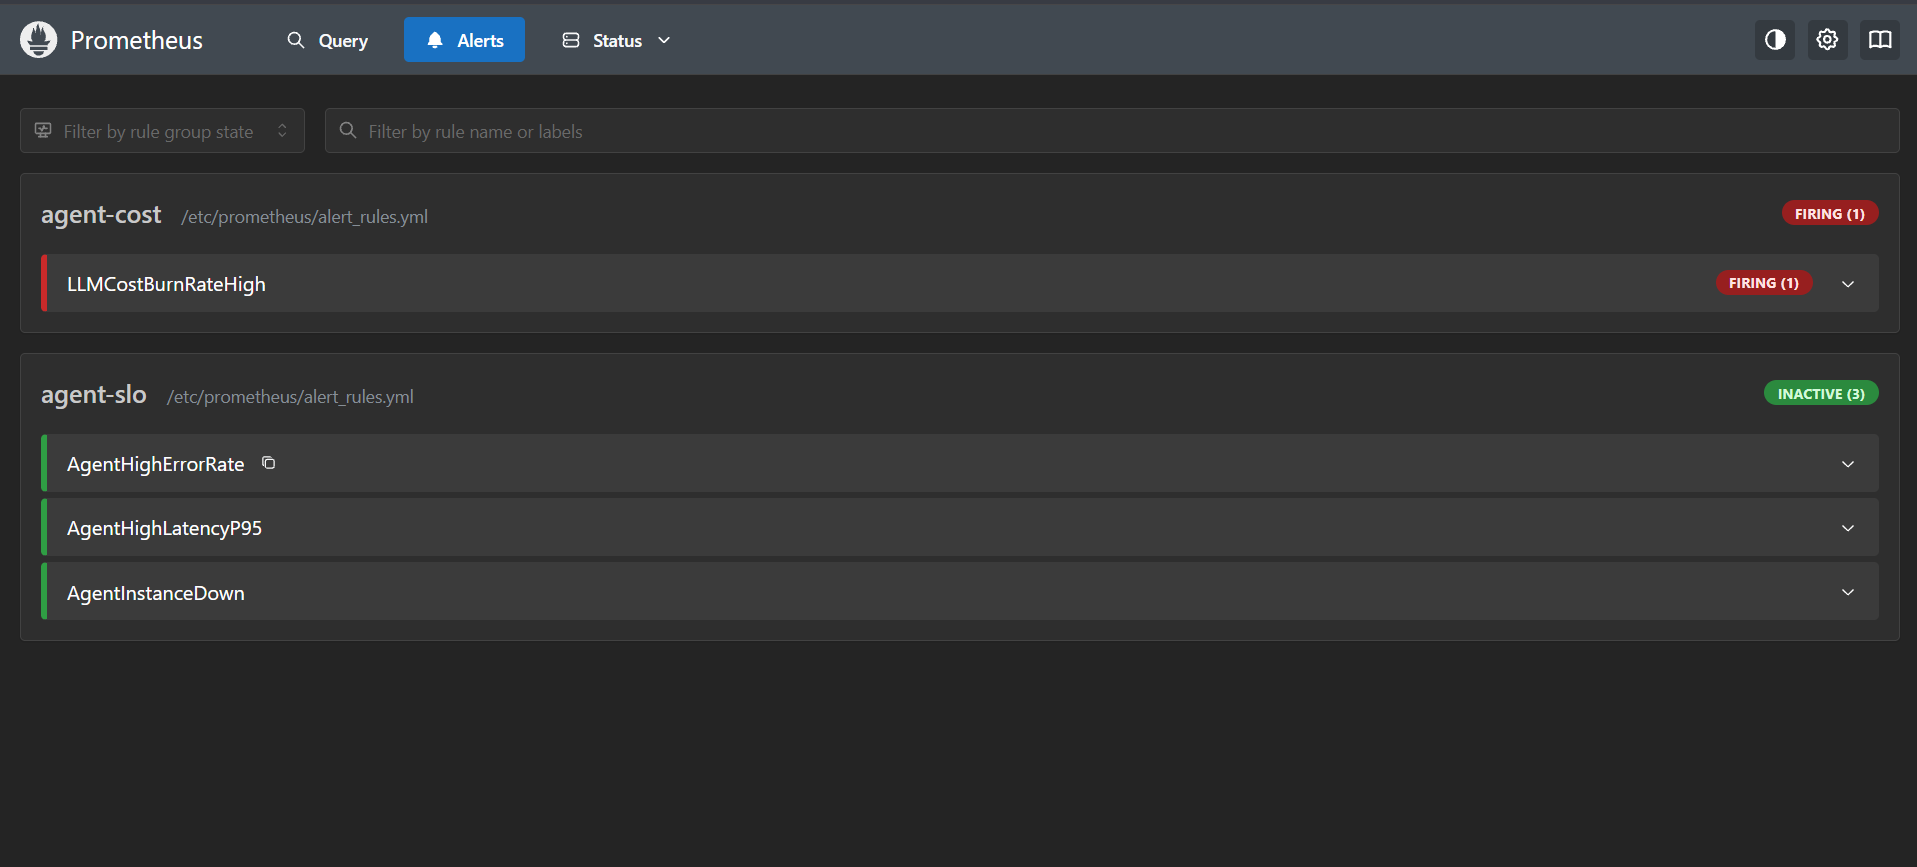 Prometheus Query Alerts Status
Filter by rule group state Filter by rule name or labels
agent-cost /etc/prometheus/alert_rules.yml FIRING (1)
LLMCostBurnRateHigh FIRING (1)
agent-slo /etc/prometheus/alert_rules.yml INACTIVE (3)
AgentHighErrorRate
AgentHighLatencyP95
AgentInstanceDown